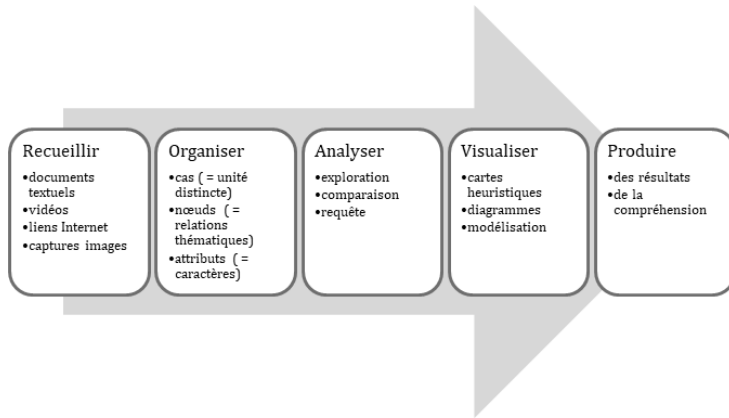 Recueillir
•documents
textuels
•vidéos
•liens Internet
•captures images
Organiser
•cas ( = unité
distincte)
•nœuds ( =
relations
thématiques)
•attributs ( =
caractères)
Analyser
•exploration
•comparaison
•requête
Visualiser
•cartes
heuristiques
•diagrammes
•modélisation
Produire
•des résultats
•de la
compréhension